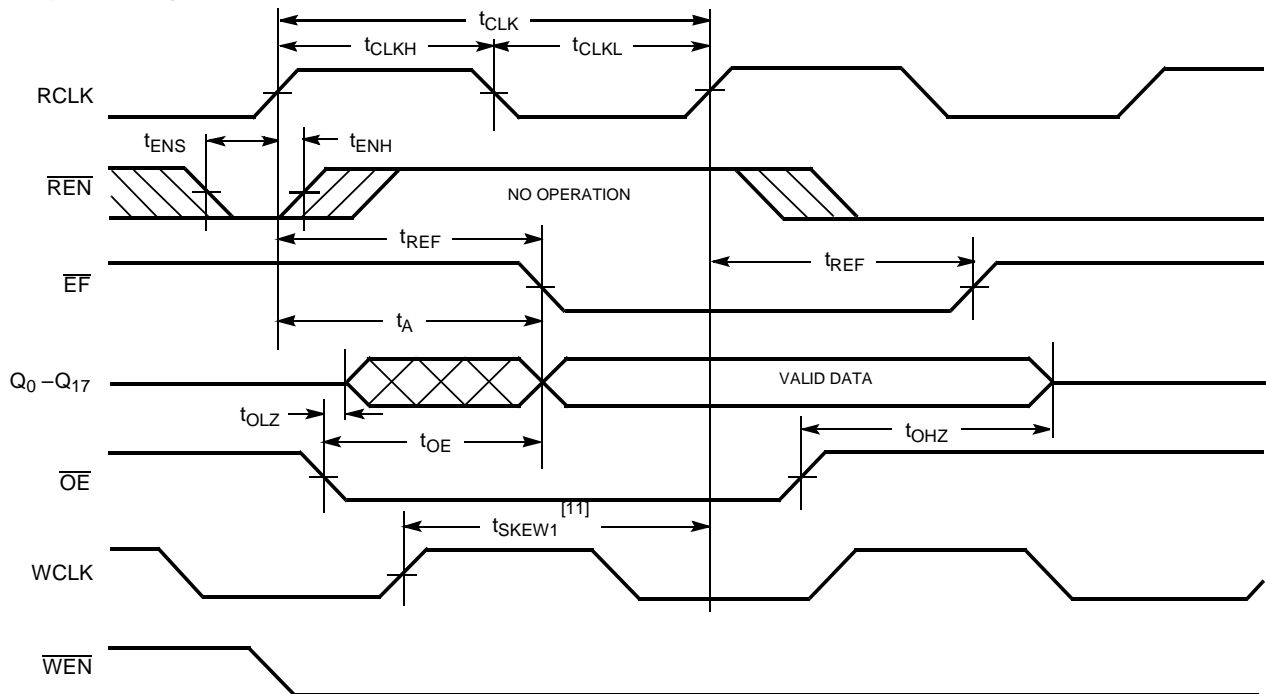 tCLK
tCLKH tCLKL
RCLK
tENS tENH
REN
NO OPERATION
tREF
tREF
EF
tA
Q0 –Q17
VALID DATA
tOLZ
tOE tOHZ
OE
[11]
tSKEW1
WCLK
WEN